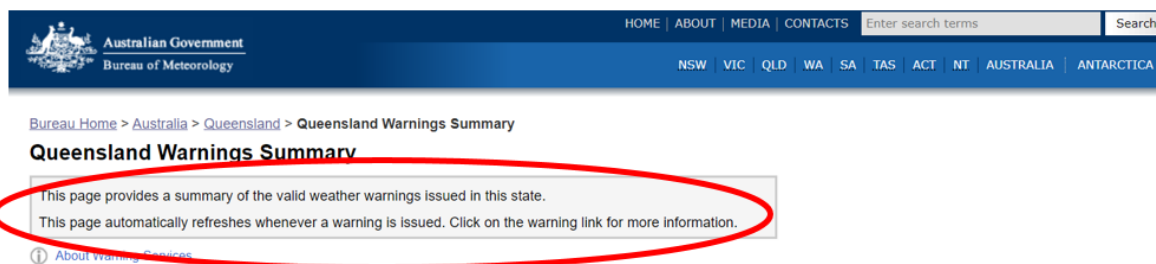 HOME | ABOUT | MEDIA | CONTACTS Enter search terms Search
Australian Government
Bureau of Meteorology
NSW | VIC | QLD | WA | SA | TAS | ACT | NT | AUSTRALIA | ANTARCTICA
Bureau Home > Australia > Queensland > Queensland Warnings Summary
Queensland Warnings Summary
This page provides a summary of the valid weather warnings issued in this state.
This page automatically refreshes whenever a warning is issued. Click on the warning link for more information.
About Warning Services